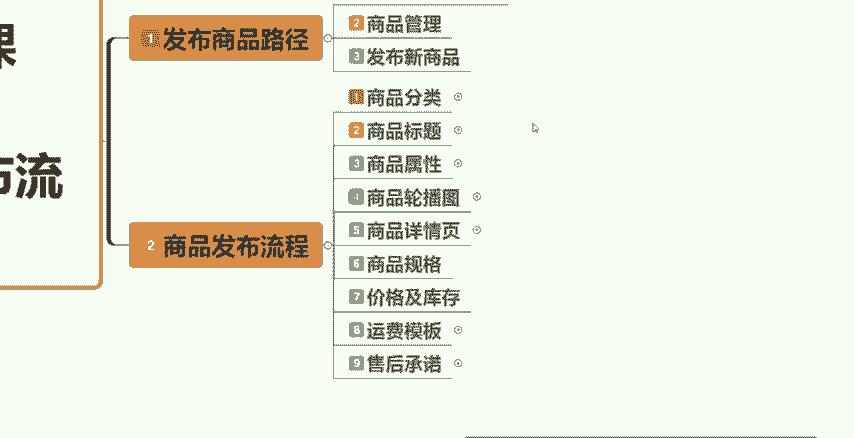 课
布流
1 发布商品路径
2 商品管理
3 发布新商品
2 商品发布流程
1 商品分类
2 商品标题
3 商品属性
4 商品轮播图
5 商品详情页
6 商品规格
7 价格及库存
8 运费模板
9 售后承诺